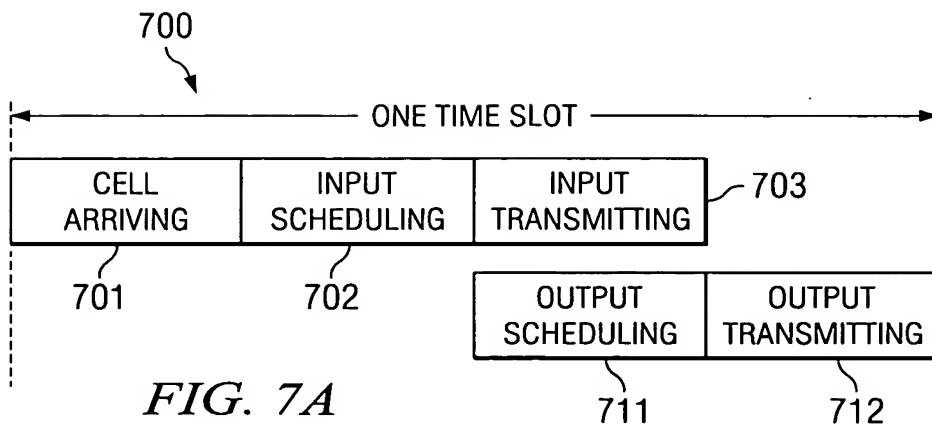 700
ONE TIME SLOT
CELL ARRIVING
INPUT SCHEDULING
INPUT TRANSMITTING
703
701
702
OUTPUT SCHEDULING
OUTPUT TRANSMITTING
FIG. 7A
711
712